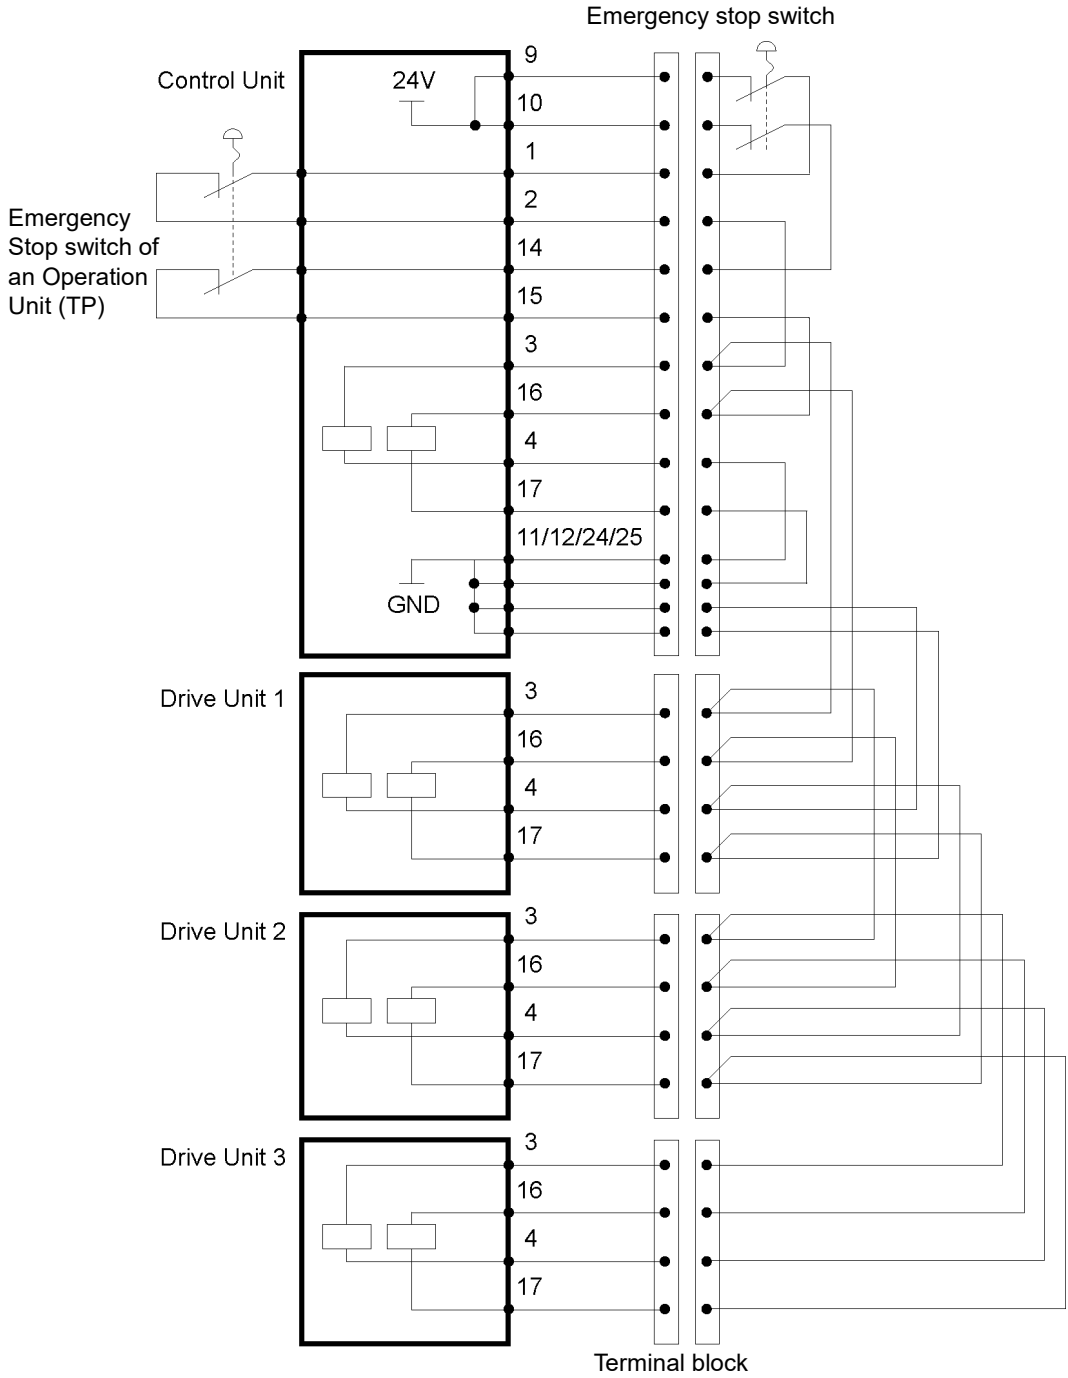 Emergency stop switch
Control Unit
24V
9
10
1
2
14
15
3
16
4
17
11/12/24/25
GND
Emergency
Stop switch of
an Operation
Unit (TP)
Drive Unit 1
3
16
4
17
Drive Unit 2
3
16
4
17
Drive Unit 3
3
16
4
17
Terminal block